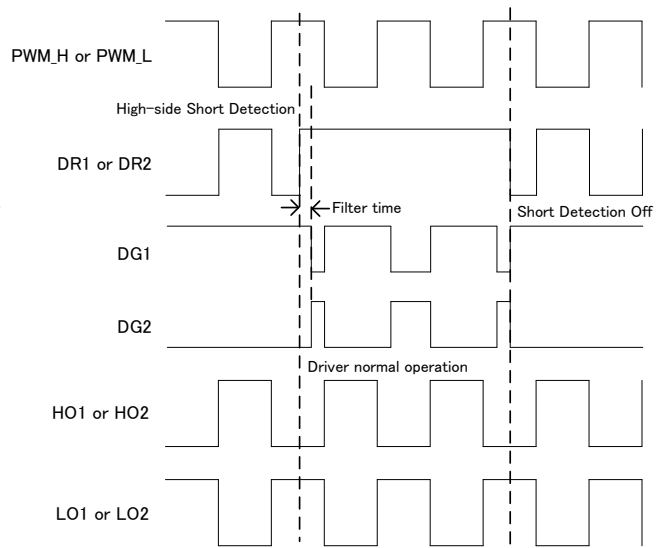 PWM_H or PWM_L
High-side Short Detection
DR1 or DR2
Filter time
Short Detection Off
DG1
DG2
Driver normal operation
HO1 or HO2
LO1 or LO2